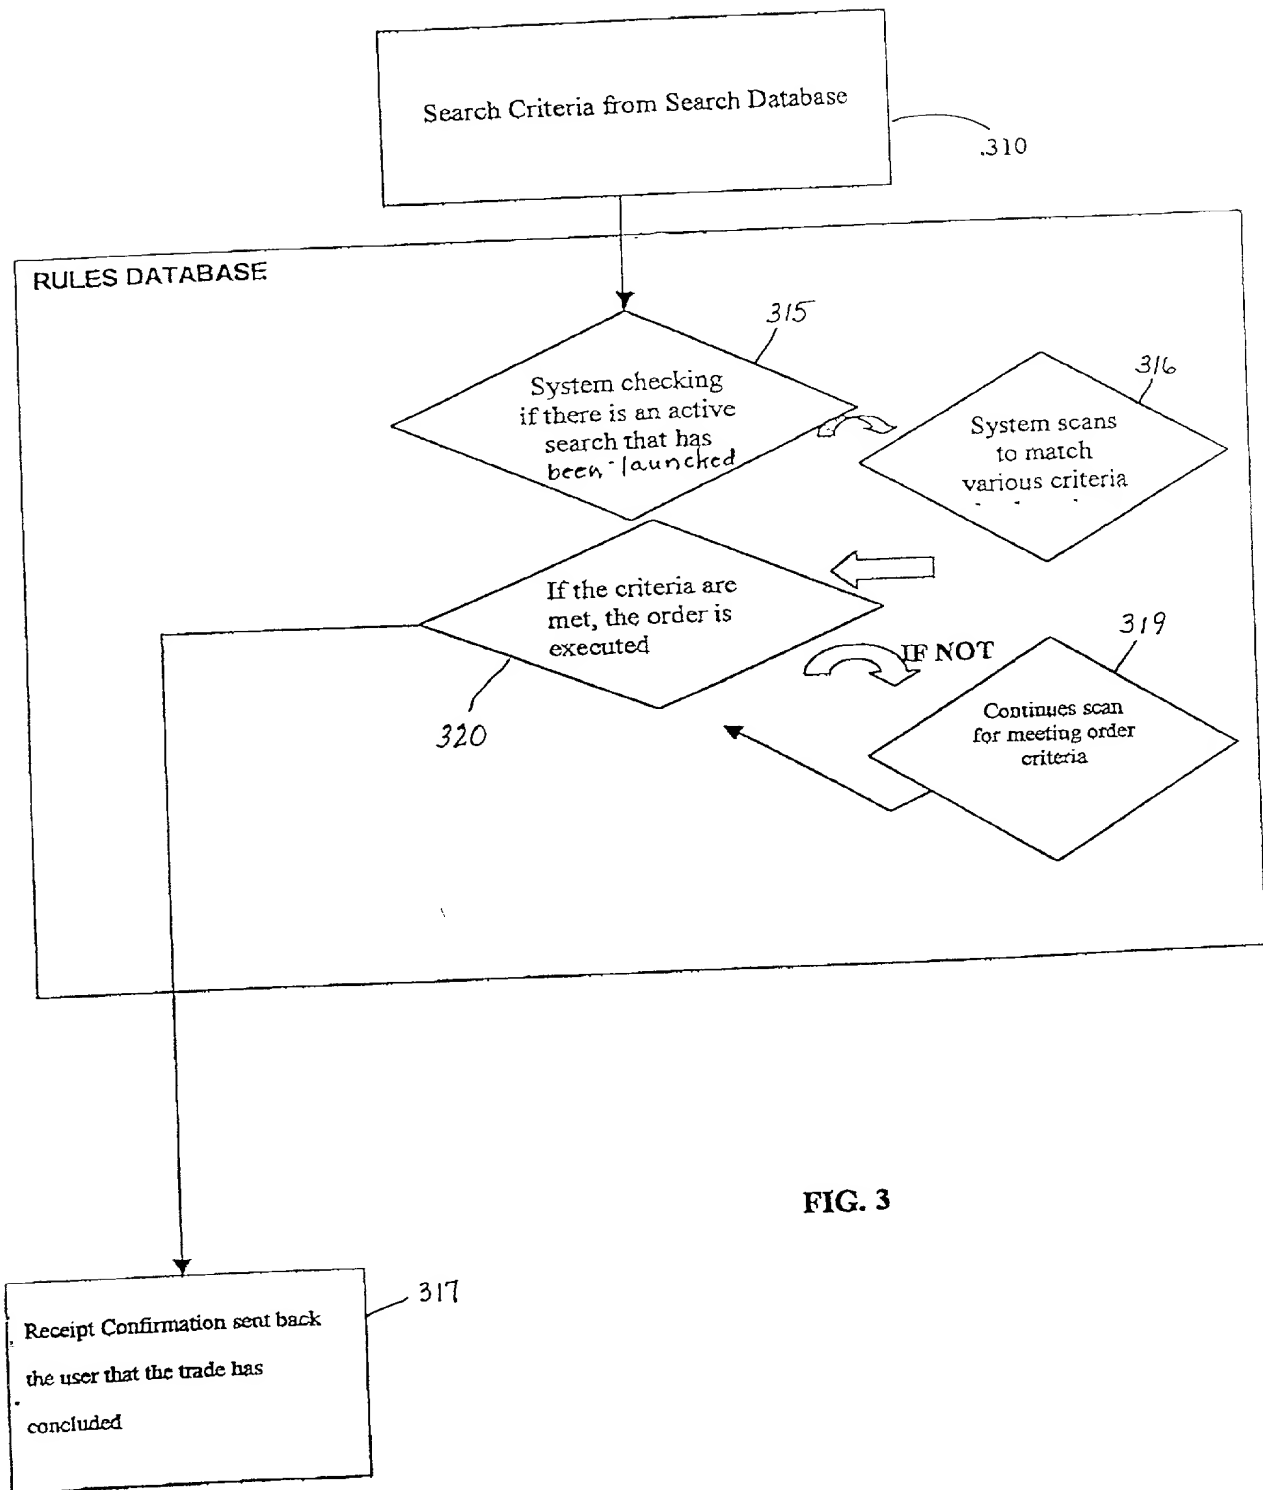 Search Criteria from Search Database
.310
RULES DATABASE
315
System checking
if there is an active
search that has
been launched
316
System scans
to match
various criteria
If the criteria are
met, the order is
executed
320
IF NOT
319
Continues scan
for meeting order
criteria
FIG. 3
317
Receipt Confirmation sent back
the user that the trade has
concluded